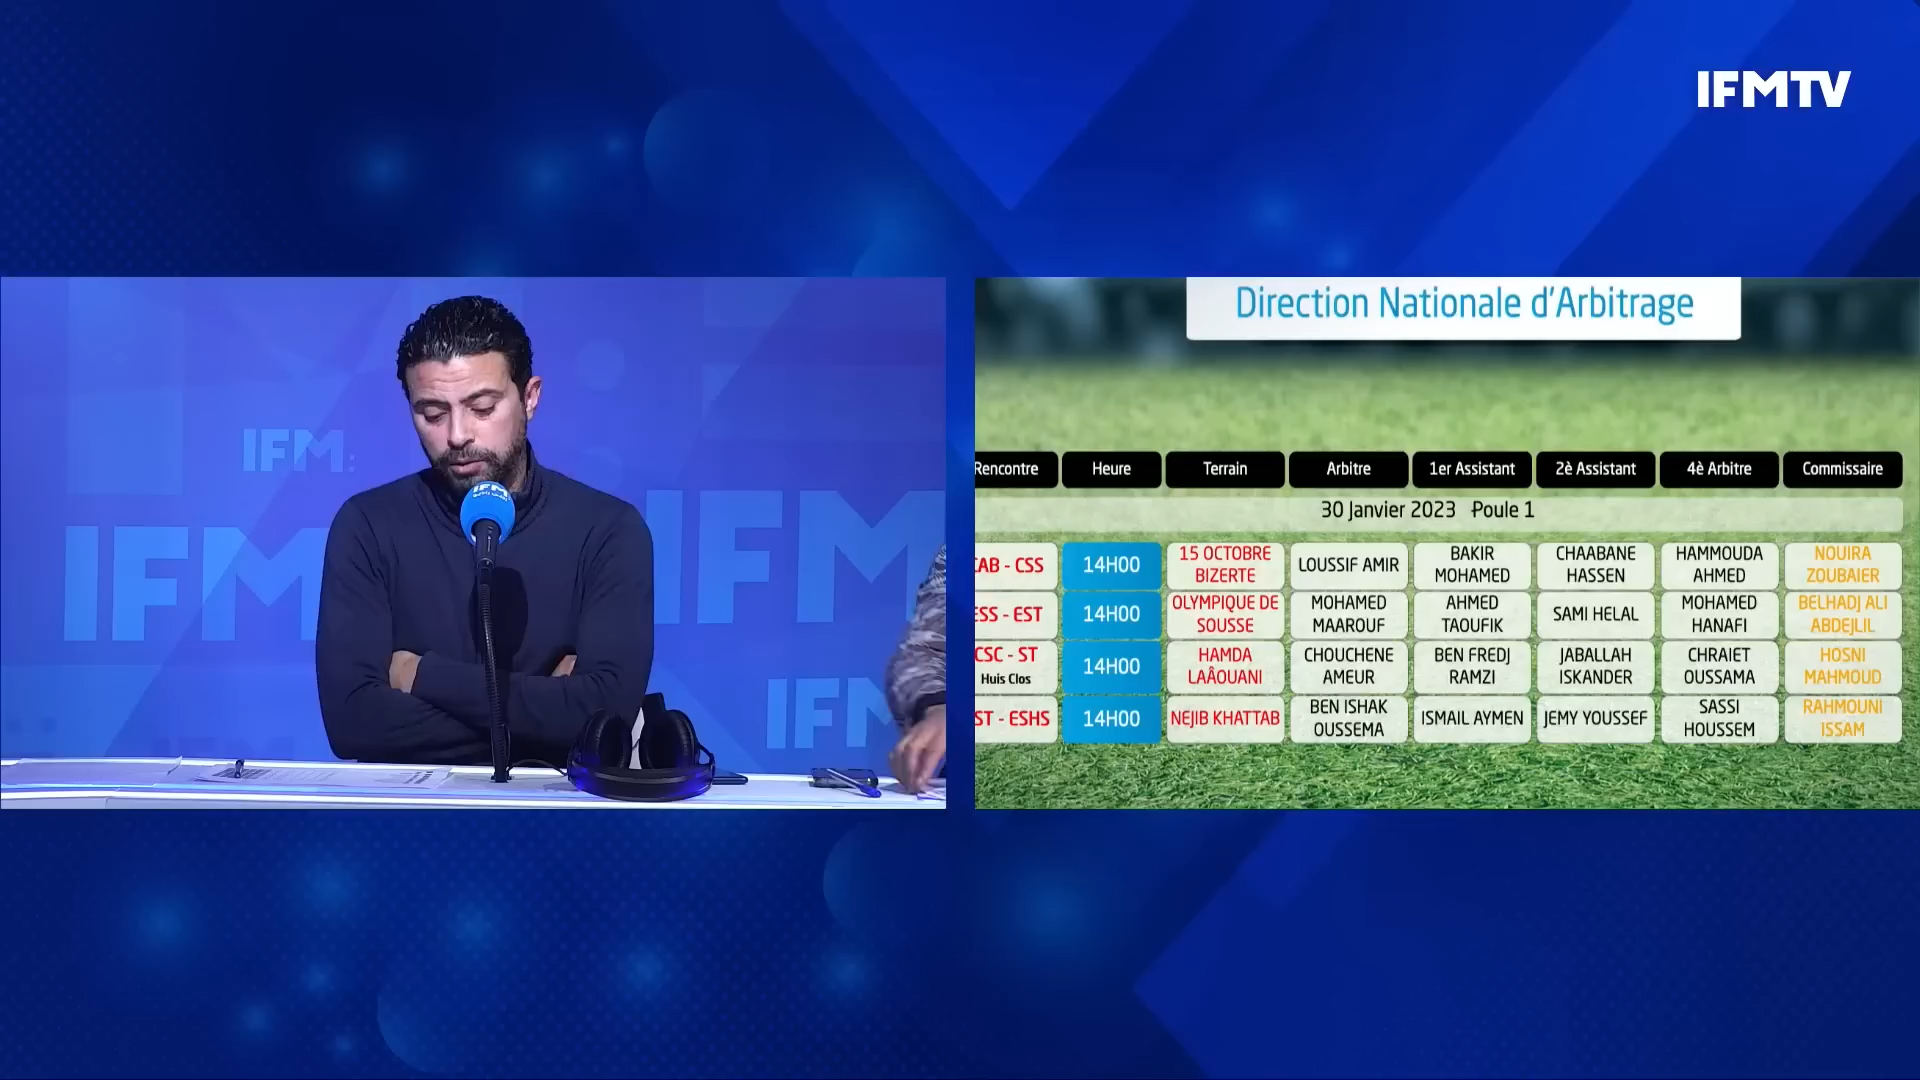 IFMTV
IFM:
IFM
IFM
IFM
IFM
Direction Nationale d'Arbitrage
Rencontre Heure Terrain Arbitre 1er Assistant 2è Assistant 4è Arbitre Commissaire
30 Janvier 2023 Poule 1
CAB - CSS 14H00 15 OCTOBRE BIZERTE LOUSSIF AMIR BAKIR MOHAMED CHAABANE HASSEN HAMMOUDA AHMED NOUIRA ZOUBAIER
ESS - EST 14H00 OLYMPIQUE DE SOUSSE MOHAMED MAAROUF AHMED TAOUFIK SAMI HELAL MOHAMED HANAFI BELHADJ ALI ABDEJLIL
CSC - ST Huis Clos 14H00 HAMDA LAÂOUANI CHOUCHENE AMEUR BEN FREDJ RAMZI JABALLAH ISKANDER CHRAIET OUSSAMA HOSNI MAHMOUD
ST - ESHS 14H00 NEJIB KHATTAB BEN ISHAK OUSSEMA ISMAIL AYMEN JEMY YOUSSEF SASSI HOUSSEM RAHMOUNI ISSAM